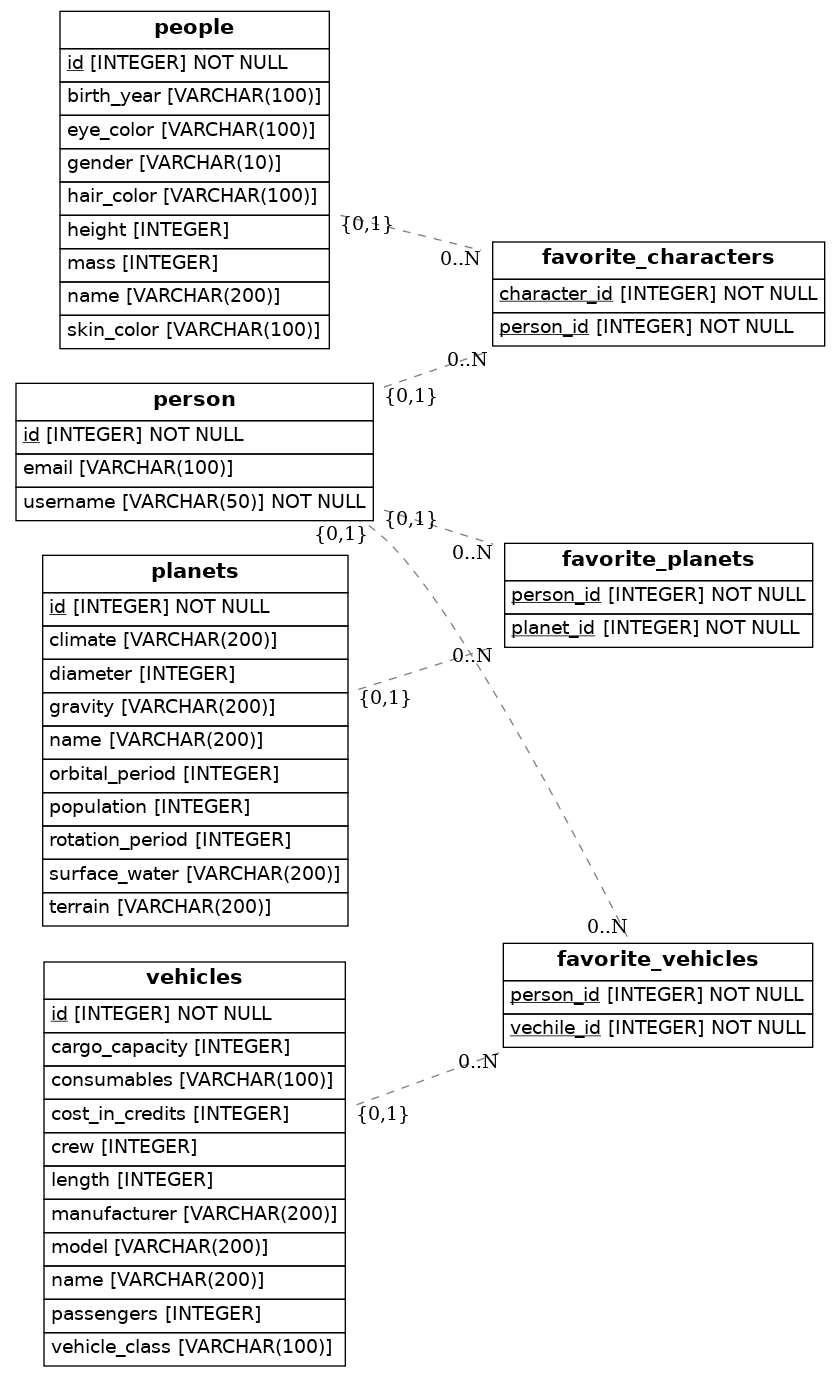 people
id [INTEGER] NOT NULL
birth_year [VARCHAR(100)]
eye_color [VARCHAR(100)]
gender [VARCHAR(10)]
hair_color [VARCHAR(100)]
height [INTEGER]
mass [INTEGER]
name [VARCHAR(200)]
skin_color [VARCHAR(100)]
{0,1}
0..N
favorite_characters
character_id [INTEGER] NOT NULL
person_id [INTEGER] NOT NULL
0..N
{0,1}
person
id [INTEGER] NOT NULL
email [VARCHAR(100)]
username [VARCHAR(50)] NOT NULL
{0,1}
{0,1}
0..N
favorite_planets
person_id [INTEGER] NOT NULL
planet_id [INTEGER] NOT NULL
0..N
{0,1}
planets
id [INTEGER] NOT NULL
climate [VARCHAR(200)]
diameter [INTEGER]
gravity [VARCHAR(200)]
name [VARCHAR(200)]
orbital_period [INTEGER]
population [INTEGER]
rotation_period [INTEGER]
surface_water [VARCHAR(200)]
terrain [VARCHAR(200)]
0..N
favorite_vehicles
person_id [INTEGER] NOT NULL
vechile_id [INTEGER] NOT NULL
0..N
{0,1}
vehicles
id [INTEGER] NOT NULL
cargo_capacity [INTEGER]
consumables [VARCHAR(100)]
cost_in_credits [INTEGER]
crew [INTEGER]
length [INTEGER]
manufacturer [VARCHAR(200)]
model [VARCHAR(200)]
name [VARCHAR(200)]
passengers [INTEGER]
vehicle_class [VARCHAR(100)]